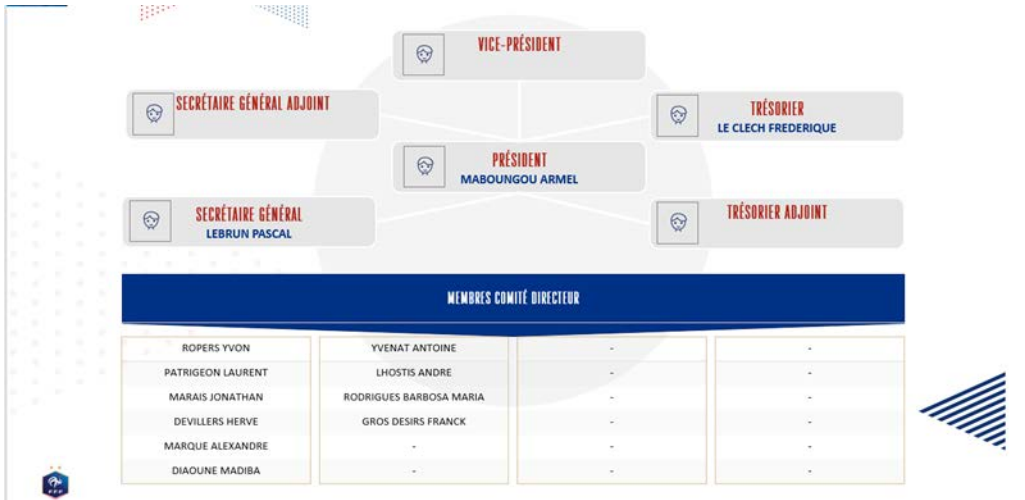 VICE-PRÉSIDENT
SECRÉTAIRE GÉNÉRAL ADJOINT
TRÉSORIER
LE CLECH FREDERIQUE
PRÉSIDENT
MABOUNGOU ARMEL
SECRÉTAIRE GÉNÉRAL
LEBRUN PASCAL
TRÉSORIER ADJOINT
MEMBRES COMITÉ DIRECTEUR
ROPERS YVON YVENAT ANTOINE - -
PATRIGEON LAURENT LHOSTIS ANDRE - -
MARAIS JONATHAN RODRIGUES BARBOSA MARIA - -
DEVILLERS HERVE GROS DESIRS FRANCK - -
MARQUE ALEXANDRE - - -
DIAOUNE MADIBA - - -
FFF